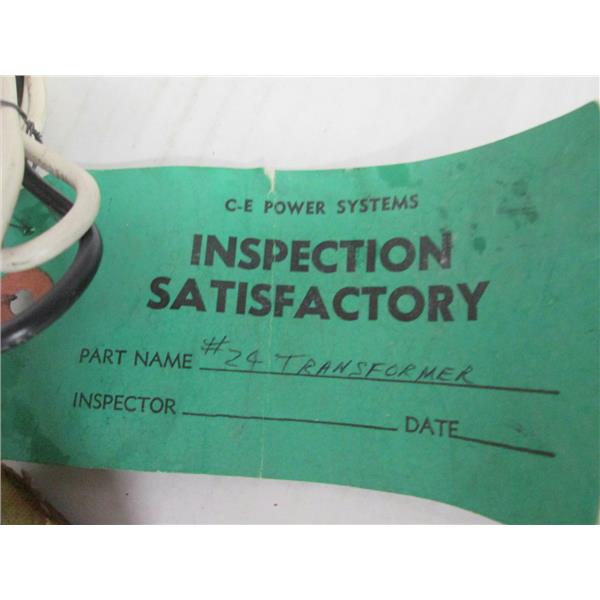 C-E POWER SYSTEMS
INSPECTION
SATISFACTORY
PART NAME #24 TRANSFORMER
INSPECTOR DATE